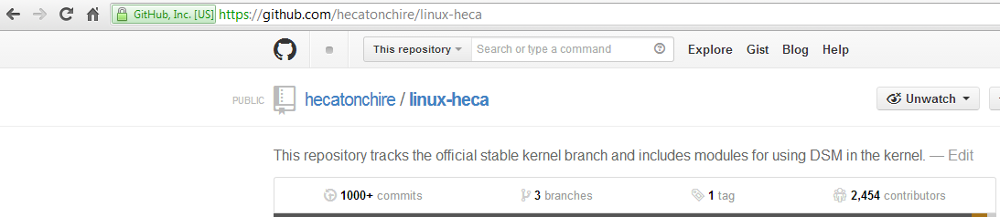 GitHub, Inc. [US] https://github.com/hecatonchire/linux-heca
This repository Search or type a command Explore Gist Blog Help
PUBLIC hecatonchire / linux-heca Unwatch
This repository tracks the official stable kernel branch and includes modules for using DSM in the kernel. — Edit
1000+ commits 3 branches 1 tag 2,454 contributors